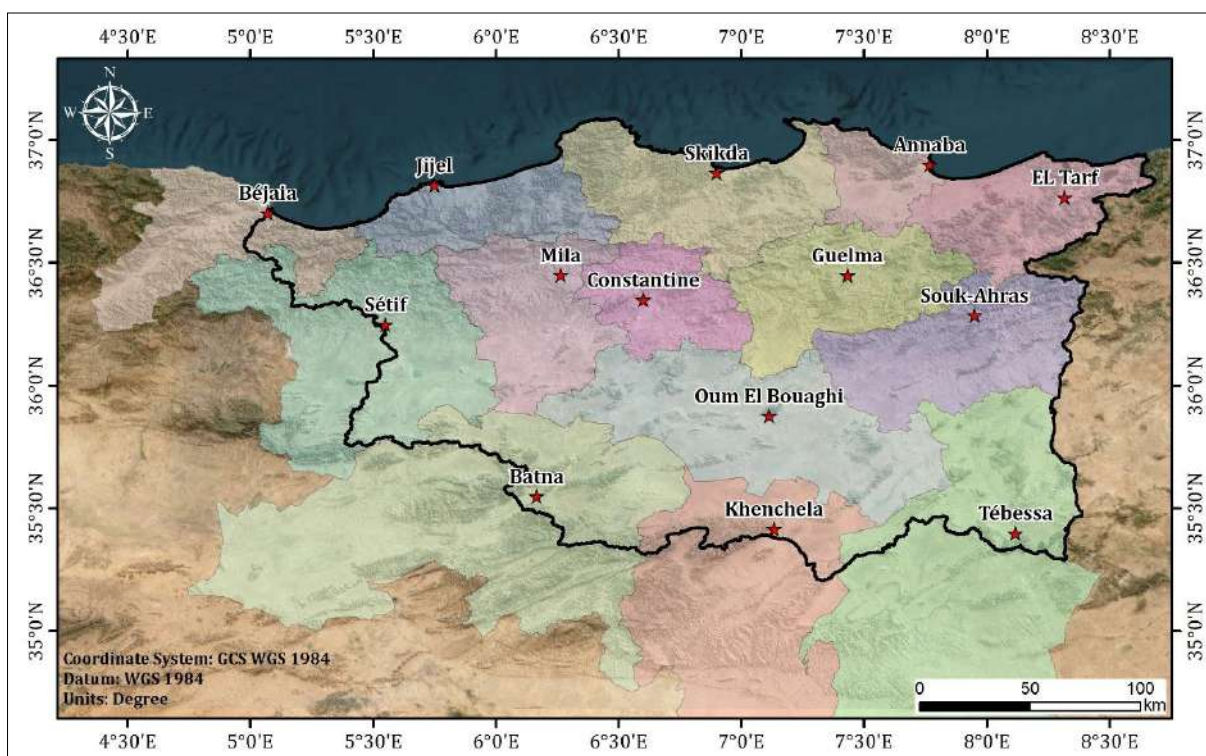 4°30'E 5°0'E 5°30'E 6°0'E 6°30'E 7°0'E 7°30'E 8°0'E 8°30'E
N
W E
S
37°0'N 37°0'N
Annaba
Skikda
Jijel
EL Tarf
Béjaia
36°30'N 36°30'N
Mila Guelma
Constantine
Souk-Ahras
Sétif
36°0'N 36°0'N
Oum El Bouaghi
Batna
35°30'N 35°30'N
Khenchela Tébessa
35°0'N 35°0'N
Coordinate System: GCS WGS 1984
Datum: WGS 1984
Units: Degree
0 50 100
km
4°30'E 5°0'E 5°30'E 6°0'E 6°30'E 7°0'E 7°30'E 8°0'E 8°30'E